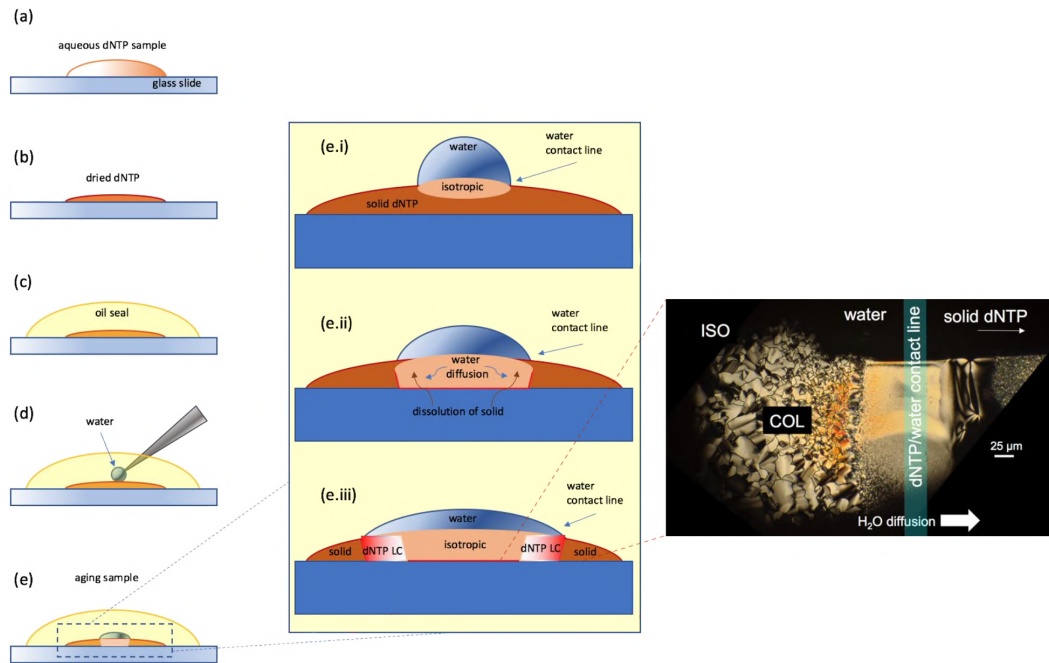 (a)
aqueous dNTP sample
glass slide
(b)
dried dNTP
(c)
oil seal
(d)
water
(e)
aging sample
(e.i)
water
water
contact line
isotropic
solid dNTP
(e.ii)
water
contact line
water
diffusion
dissolution of solid
(e.iii)
water
contact line
water
solid
dNTP LC
isotropic
dNTP LC
solid
ISO
water
solid dNTP
COL
dNTP/water contact line
25 μm
H₂O diffusion